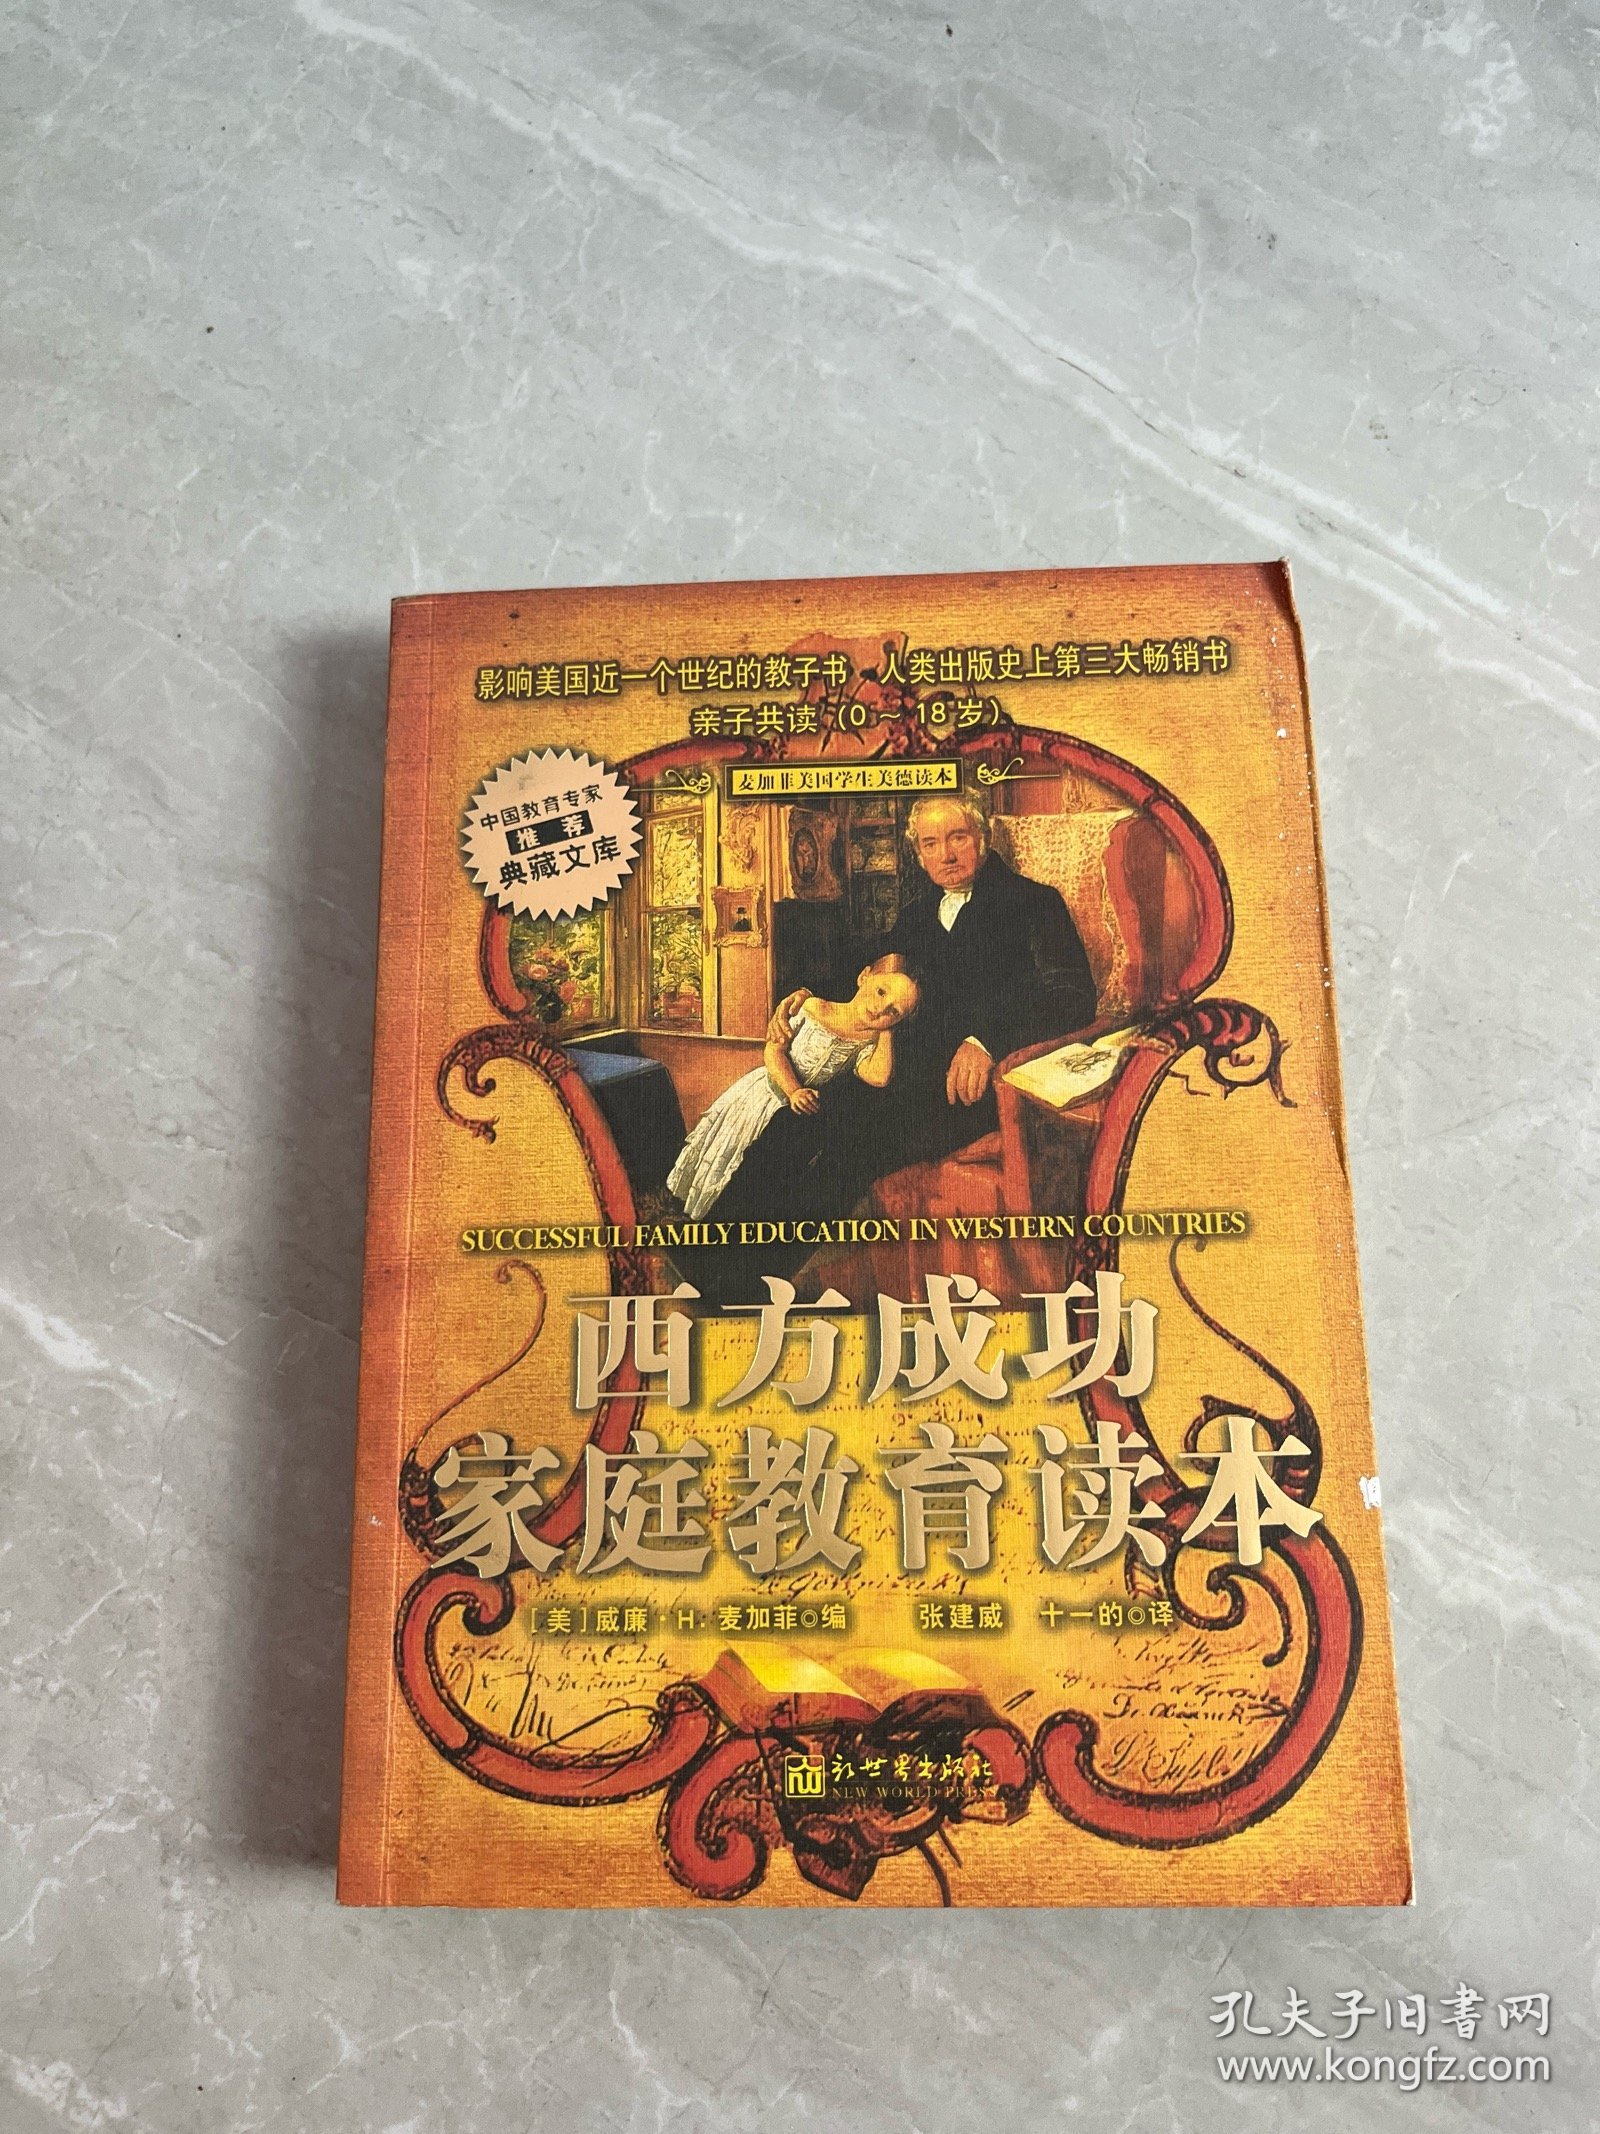 影响美国近一个世纪的教子书 人类出版史上第三大畅销书
亲子共读（0～18岁）
麦加菲美国学生美德读本
中国教育专家
推荐
典藏文库
SUCCESSFUL FAMILY EDUCATION IN WESTERN COUNTRIES
西方成功
家庭教育读本
[美]威廉·H.麦加菲◎编 张建威 十一的◎译
新世界出版社
NEW WORLD PRESS
孔夫子旧书网
www.kongfz.com